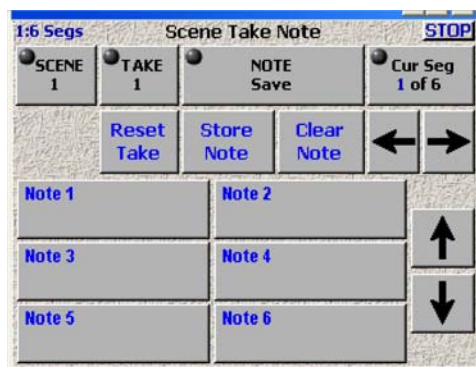 1:6 Segs Scene Take Note STOP
SCENE TAKE NOTE Cur Seg
1 1 Save 1 of 6
Reset Store Clear
Take Note Note
Note 1 Note 2
Note 3 Note 4
Note 5 Note 6